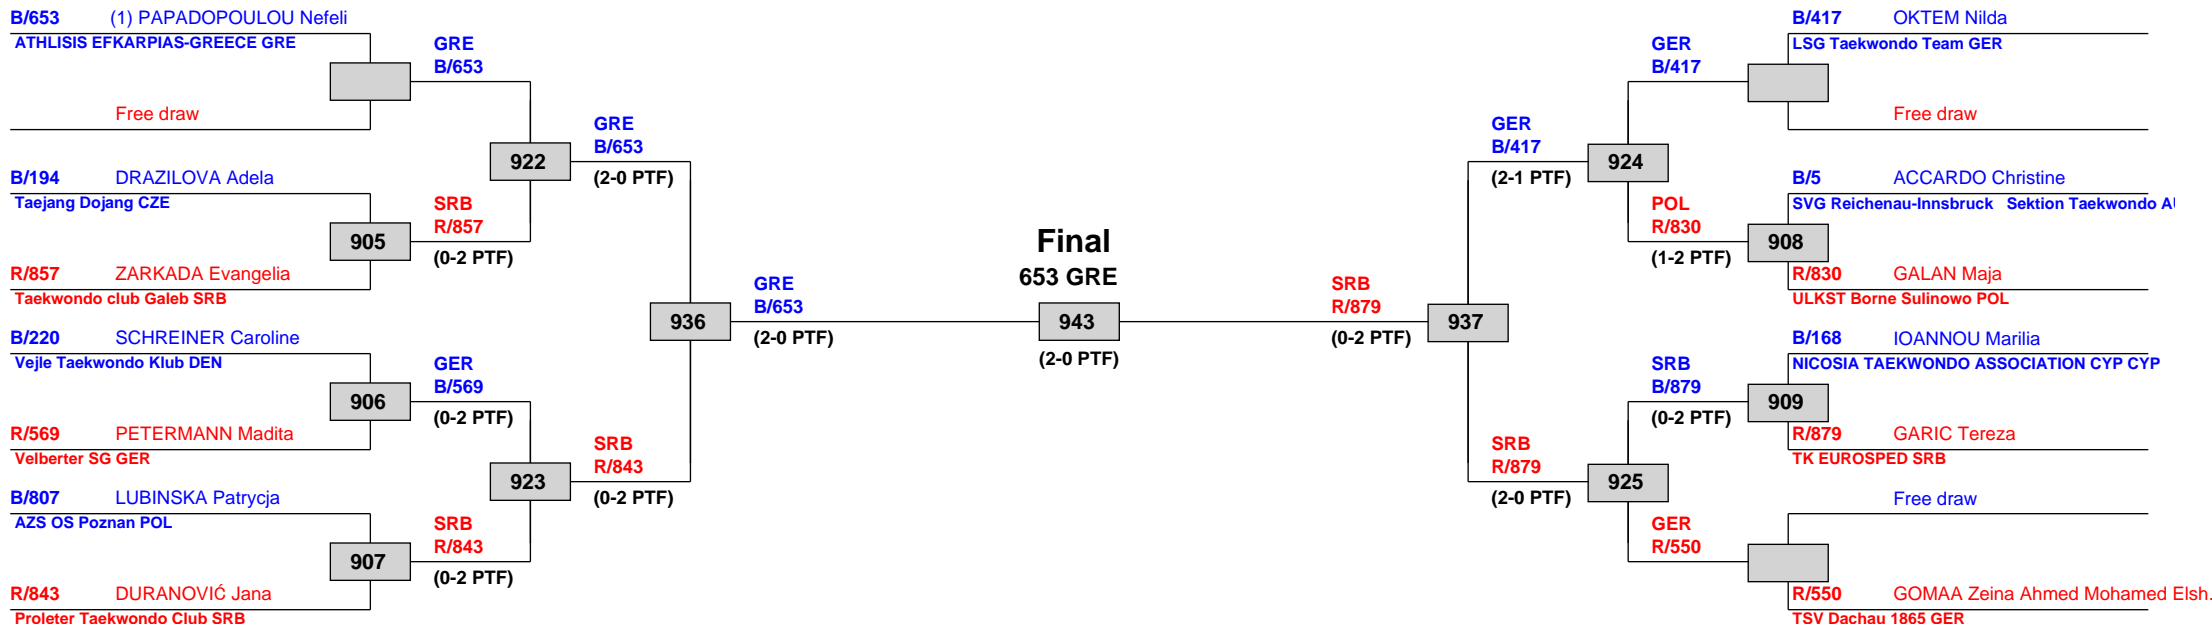 B/653 (1) PAPADOPOULOU Nefeli
ATHLISIS EFKARPIAS-GREECE GRE
Free draw
B/194 DRAZILOVA Adela
Taejang Dojang CZE
905
R/857 ZARKADA Evangelia
Taekwondo club Galeb SRB
B/220 SCHREINER Caroline
Vejle Taekwondo Klub DEN
906
R/569 PETERMANN Madita
Velberter SG GER
B/807 LUBINSKA Patrycja
AZS OS Poznan POL
907
R/843 DURANOVIĆ Jana
Proleter Taekwondo Club SRB
GRE
B/653
922
SRB
R/857
(0-2 PTF)
GER
B/569
(0-2 PTF)
923
SRB
R/843
(0-2 PTF)
GRE
B/653
(2-0 PTF)
936
SRB
R/843
(0-2 PTF)
GRE
B/653
(2-0 PTF)
Final
653 GRE
943
(2-0 PTF)
SRB
R/879
(0-2 PTF)
937
GER
B/417
(2-1 PTF)
SRB
R/879
(2-0 PTF)
GER
B/417
924
POL
R/830
(1-2 PTF)
SRB
B/879
(0-2 PTF)
925
GER
R/550
B/417 OKTEM Nilda
LSG Taekwondo Team GER
Free draw
B/5 ACCARDO Christine
SVG Reichenau-Innsbruck Sektion Taekwondo
908
R/830 GALAN Maja
ULKST Borne Sulinowo POL
B/168 IOANNOU Marilia
NICOSIA TAEKWONDO ASSOCIATION CYP CYP
909
R/879 GARIC Tereza
TK EUROSPED SRB
Free draw
R/550 GOMAA Zeina Ahmed Mohamed Elsh.
TSV Dachau 1865 GER